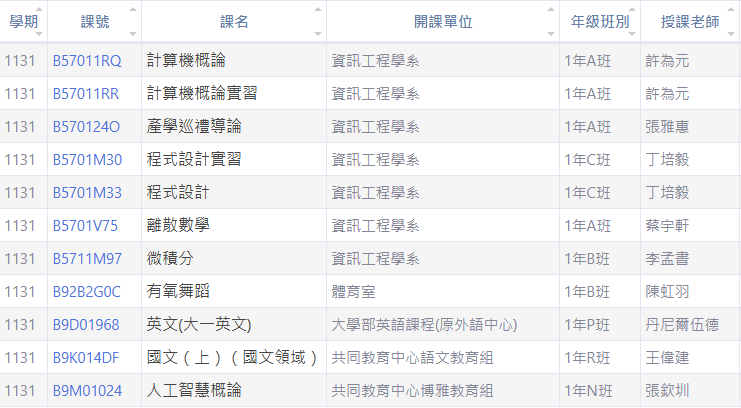 學期 課號 課名 開課單位 年級班別 授課老師
1131 B57011RQ 計算機概論 資訊工程學系 1年A班 許為元
1131 B57011RR 計算機概論實習 資訊工程學系 1年A班 許為元
1131 B570124O 產學巡禮導論 資訊工程學系 1年A班 張雅惠
1131 B5701M30 程式設計實習 資訊工程學系 1年C班 丁培毅
1131 B5701M33 程式設計 資訊工程學系 1年C班 丁培毅
1131 B5701V75 離散數學 資訊工程學系 1年A班 蔡宇軒
1131 B5711M97 微積分 資訊工程學系 1年B班 李孟書
1131 B92B2G0C 有氧舞蹈 體育室 1年B班 陳虹羽
1131 B9D01968 英文(大一英文) 大學部英語課程(原外語中心) 1年P班 丹尼爾伍德
1131 B9K014DF 國文（上）（國文領域） 共同教育中心語文教育組 1年R班 王偉建
1131 B9M01024 人工智慧概論 共同教育中心博雅教育組 1年N班 張欽圳